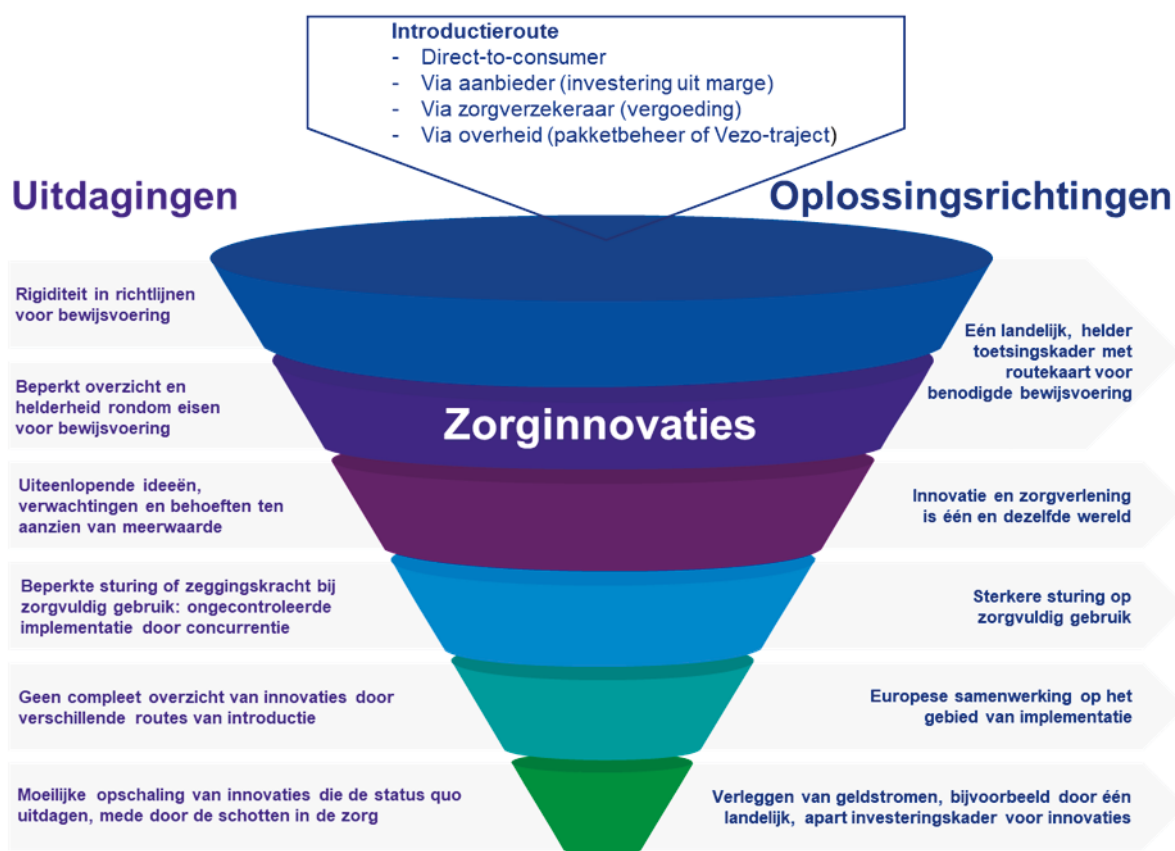 Introductieroute
- Direct-to-consumer
- Via aanbieder (investering uit marge)
- Via zorgverzekeraar (vergoeding)
- Via overheid (pakketbeheer of Vezo-traject)
Uitdagingen
Oplossingsrichtingen
Rigiditeit in richtlijnen
voor bewijsvoering
Eén landelijk, helder
toetsingskader met
routekaart voor
benodigde bewijsvoering
Beperkt overzicht en
helderheid rondom eisen
voor bewijsvoering
Zorginnovaties
Uiteenlopende ideeën,
verwachtingen en behoeften ten
aanzien van meerwaarde
Innovatie en zorgverlening
is één en dezelfde wereld
Beperkte sturing of zeggingskracht bij
zorgvuldig gebruik: ongecontroleerde
implementatie door concurrentie
Sterkere sturing op
zorgvuldig gebruik
Geen compleet overzicht van innovaties door
verschillende routes van introductie
Europese samenwerking op het
gebied van implementatie
Moeilijke opschaling van innovaties die de status quo
uitdagen, mede door de schotten in de zorg
Verleggen van geldstromen, bijvoorbeeld door één
landelijk, apart investeringskader voor innovaties